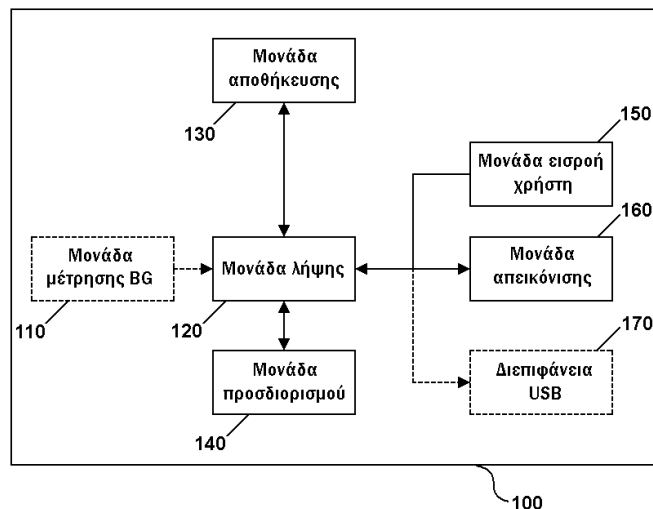 Μονάδα
αποθήκευσης
130
150
Μονάδα εισροή
χρήστη
160
Μονάδα
μέτρησης BG
110
Μονάδα λήψης
120
Μονάδα
απεικόνισης
170
Μονάδα
προσδιορισμού
140
Διεπιφάνεια
USB
100